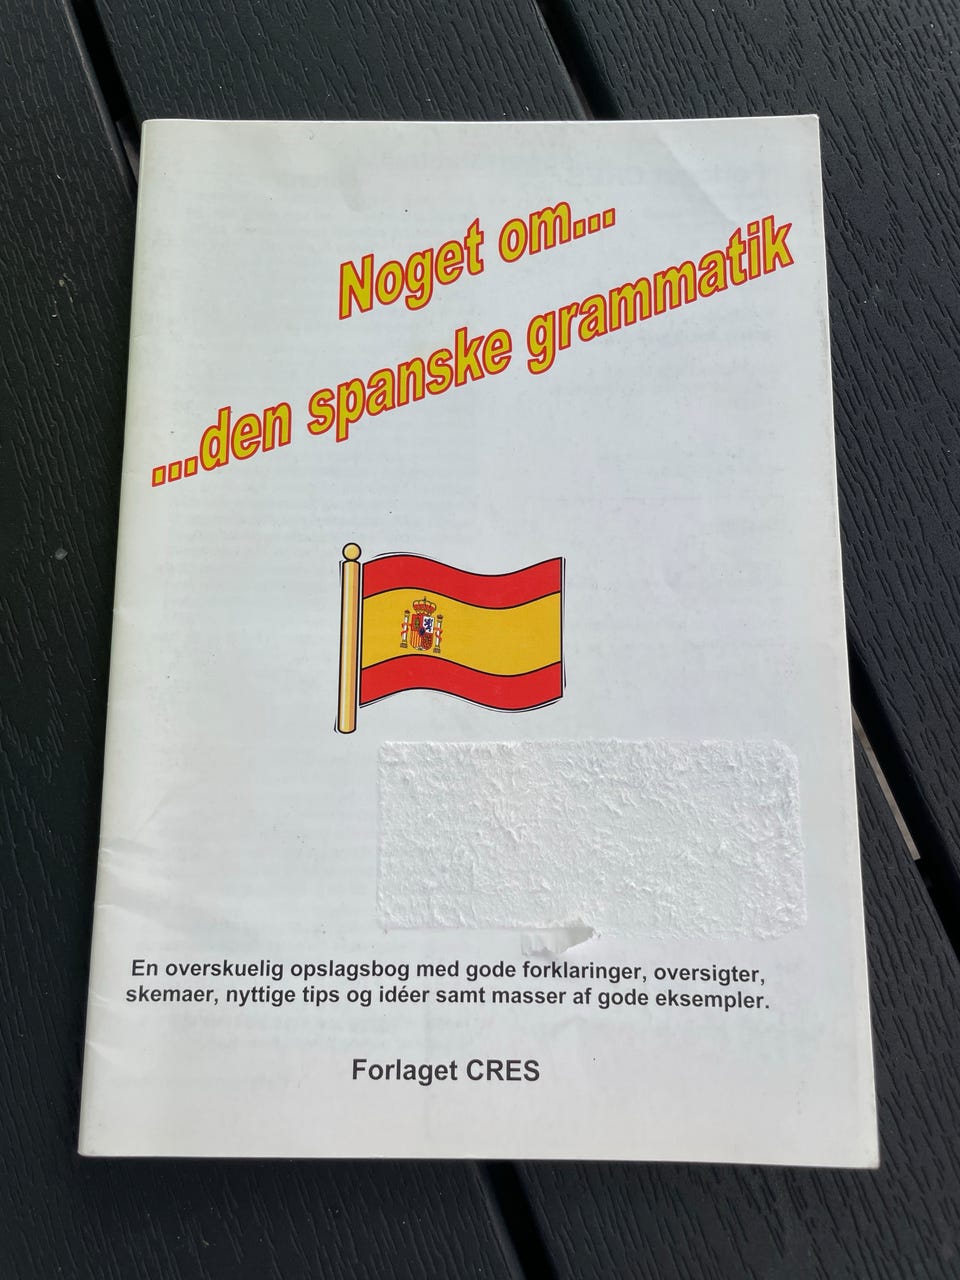 Noget om...
...den spanske grammatik
En overskuelig opslagsbog med gode forklaringer, oversigter,
skemaer, nyttige tips og idéer samt masser af gode eksempler.
Forlaget CRES